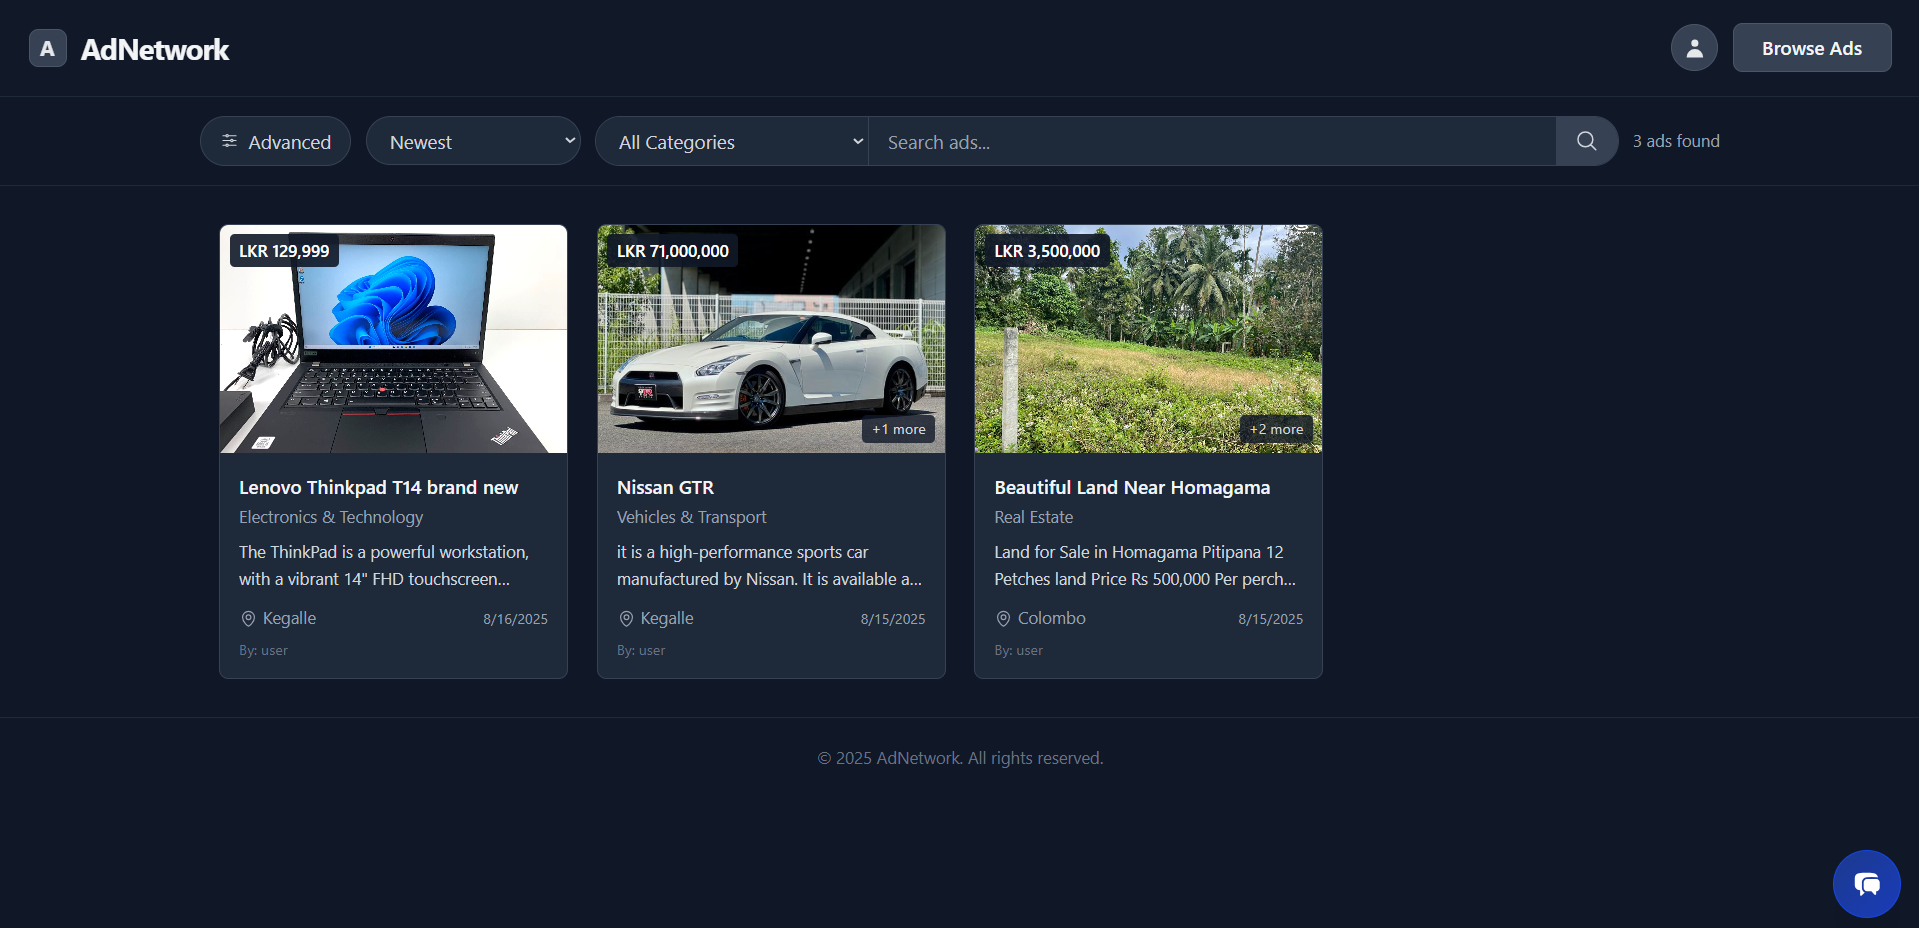 A AdNetwork
Browse Ads
Advanced
Newest
All Categories
Search ads...
3 ads found
LKR 129,999
ThinkPad
LKR 71,000,000
+1 more
LKR 3,500,000
+2 more
Lenovo Thinkpad T14 brand new
Electronics & Technology
The ThinkPad is a powerful workstation,
with a vibrant 14" FHD touchscreen...
Kegalle
8/16/2025
By: user
Nissan GTR
Vehicles & Transport
it is a high-performance sports car
manufactured by Nissan. It is available a...
Kegalle
8/15/2025
By: user
Beautiful Land Near Homagama
Real Estate
Land for Sale in Homagama Pitipana 12
Petches land Price Rs 500,000 Per perch...
Colombo
8/15/2025
By: user
© 2025 AdNetwork. All rights reserved.